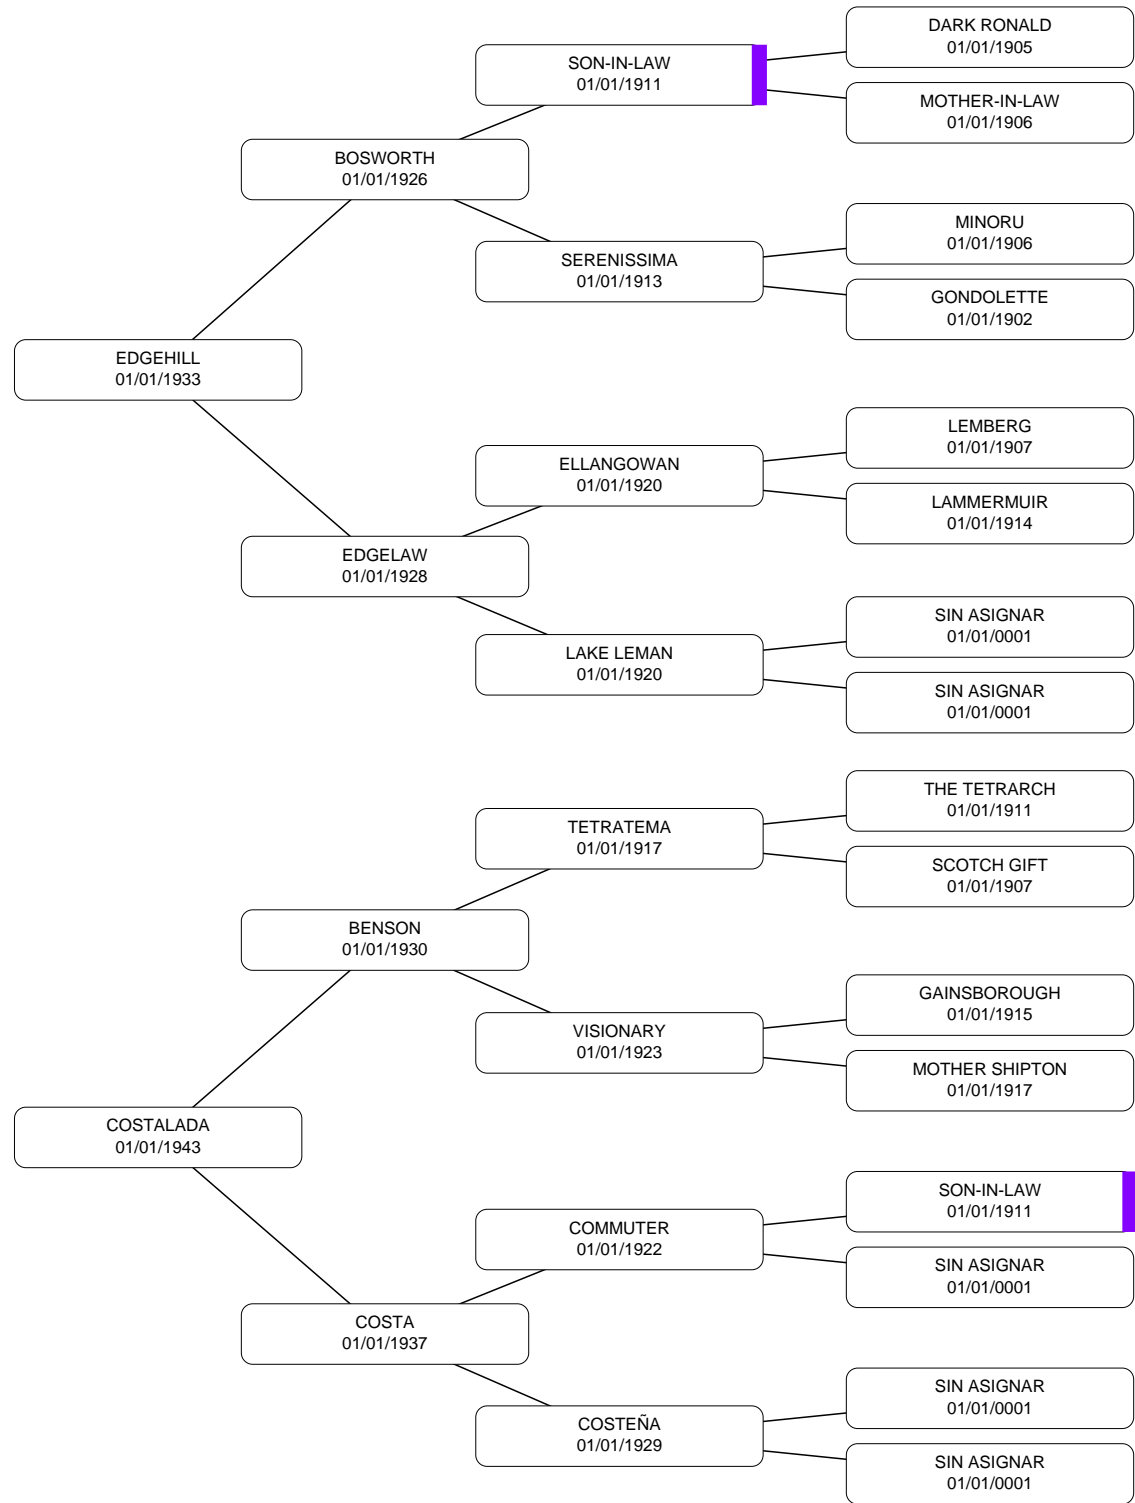 DARK RONALD
01/01/1905
SON-IN-LAW
01/01/1911
MOTHER-IN-LAW
01/01/1906
BOSWORTH
01/01/1926
MINORU
01/01/1906
SERENISSIMA
01/01/1913
GONDOLETTE
01/01/1902
EDGEHILL
01/01/1933
LEMBERG
01/01/1907
ELLANGOWAN
01/01/1920
LAMMERMUIR
01/01/1914
EDGELAW
01/01/1928
SIN ASIGNAR
01/01/0001
LAKE LEMAN
01/01/1920
SIN ASIGNAR
01/01/0001
THE TETRARCH
01/01/1911
TETRATEMA
01/01/1917
SCOTCH GIFT
01/01/1907
BENSON
01/01/1930
GAINSBOROUGH
01/01/1915
VISIONARY
01/01/1923
MOTHER SHIPTON
01/01/1917
COSTALADA
01/01/1943
SON-IN-LAW
01/01/1911
COMMUTER
01/01/1922
SIN ASIGNAR
01/01/0001
COSTA
01/01/1937
SIN ASIGNAR
01/01/0001
COSTEÑA
01/01/1929
SIN ASIGNAR
01/01/0001